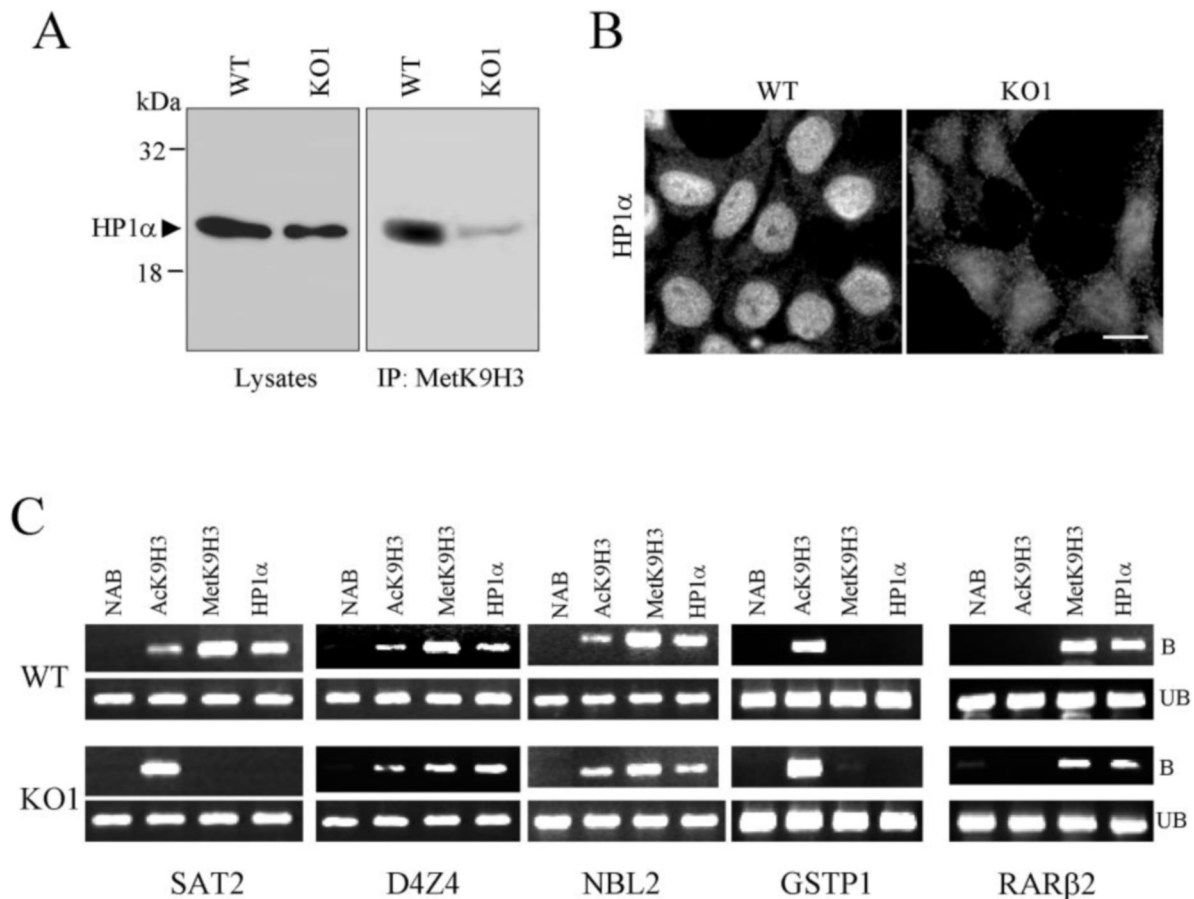 A
WT KO1 WT KO1
kDa
32
HP1α
18
Lysates IP: MetK9H3
B
WT KO1
HP1α
C
NAB AcK9H3 MetK9H3 HP1α NAB AcK9H3 MetK9H3 HP1α NAB AcK9H3 MetK9H3 HP1α NAB AcK9H3 MetK9H3 HP1α NAB AcK9H3 MetK9H3 HP1α
WT B
UB
KO1 B
UB
SAT2 D4Z4 NBL2 GSTP1 RARβ2